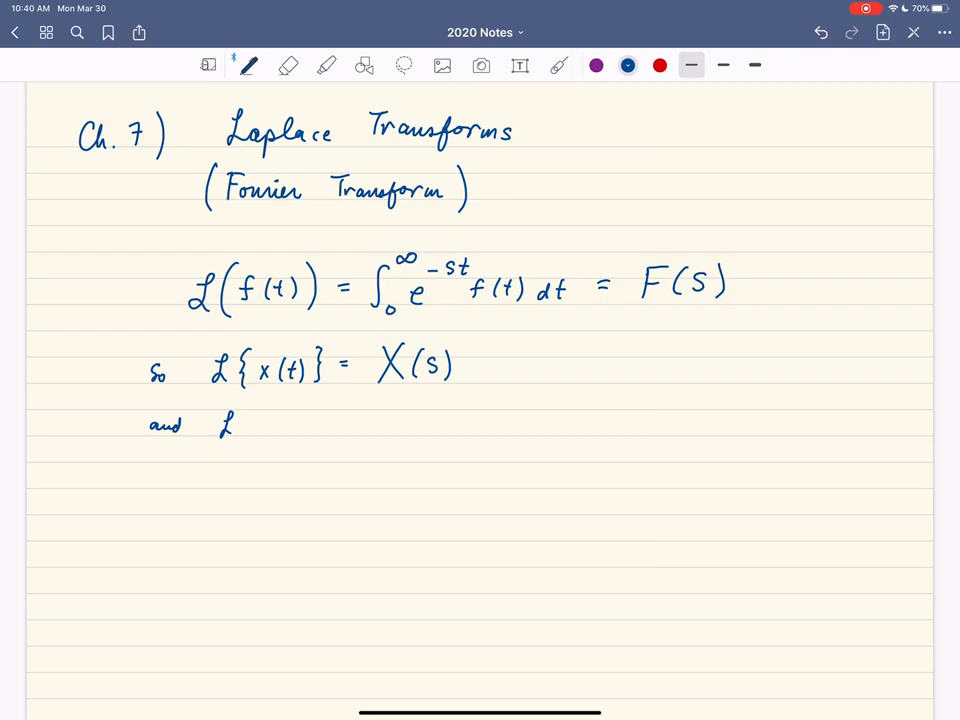 10:40 AM Mon Mar 30
70%
2020 Notes
T
Ch. 7) Laplace Transforms
(Fourier Transform)
ℒ(f(t)) = ∫₀^∞ e^{-st} f(t) dt = F(s)
so ℒ{x(t)} = X(s)
and ℒ